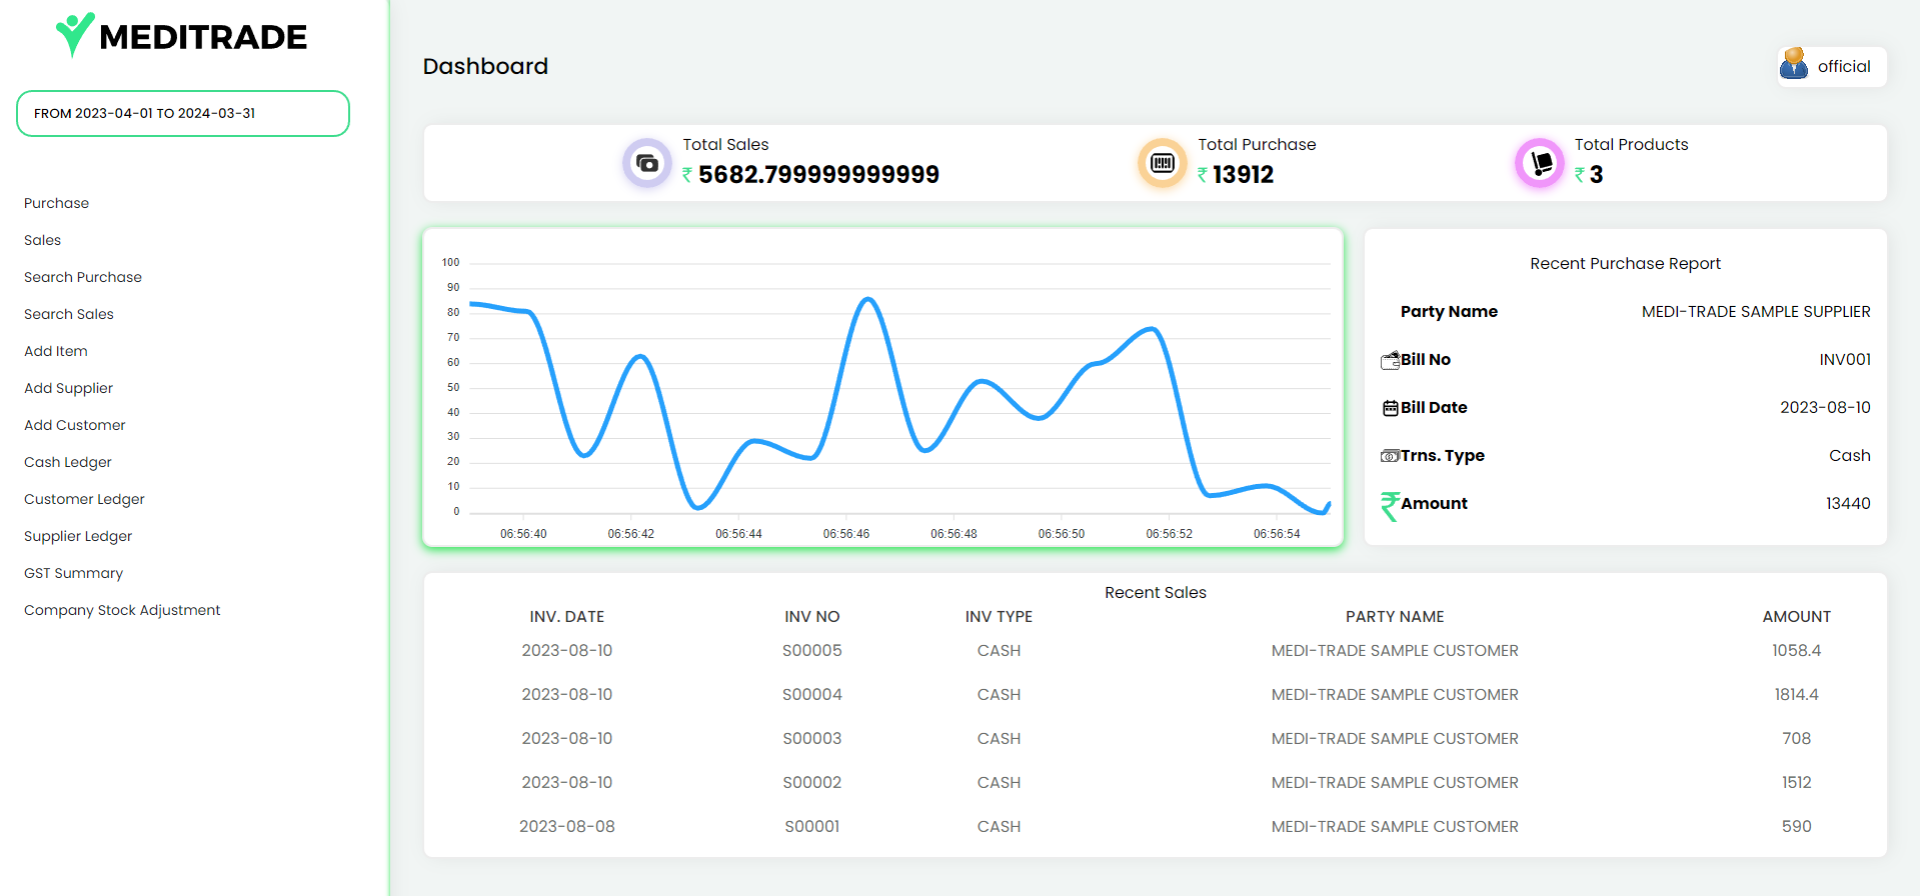 MEDITRADE
FROM 2023-04-01 TO 2024-03-31
Purchase
Sales
Search Purchase
Search Sales
Add Item
Add Supplier
Add Customer
Cash Ledger
Customer Ledger
Supplier Ledger
GST Summary
Company Stock Adjustment
Dashboard
official
Total Sales
₹ 5682.799999999999
Total Purchase
₹ 13912
Total Products
₹ 3
100
90
80
70
60
50
40
30
20
10
0
06:56:40 06:56:42 06:56:44 06:56:46 06:56:48 06:56:50 06:56:52 06:56:54
Recent Purchase Report
Party Name MEDI-TRADE SAMPLE SUPPLIER
Bill No INV001
Bill Date 2023-08-10
Trns. Type Cash
₹ Amount 13440
Recent Sales
INV. DATE INV NO INV TYPE PARTY NAME AMOUNT
2023-08-10 S00005 CASH MEDI-TRADE SAMPLE CUSTOMER 1058.4
2023-08-10 S00004 CASH MEDI-TRADE SAMPLE CUSTOMER 1814.4
2023-08-10 S00003 CASH MEDI-TRADE SAMPLE CUSTOMER 708
2023-08-10 S00002 CASH MEDI-TRADE SAMPLE CUSTOMER 1512
2023-08-08 S00001 CASH MEDI-TRADE SAMPLE CUSTOMER 590